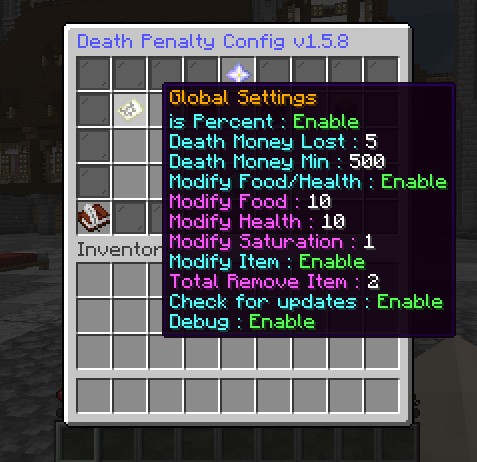 Death Penalty Config v1.5.8
Global Settings
is Percent : Enable
Death Money Lost : 5
Death Money Min : 500
Modify Food/Health : Enable
Modify Food : 10
Modify Health : 10
Modify Saturation : 1
Modify Item : Enable
Total Remove Item : 2
Inventor
Check for updates : Enable
Debug : Enable